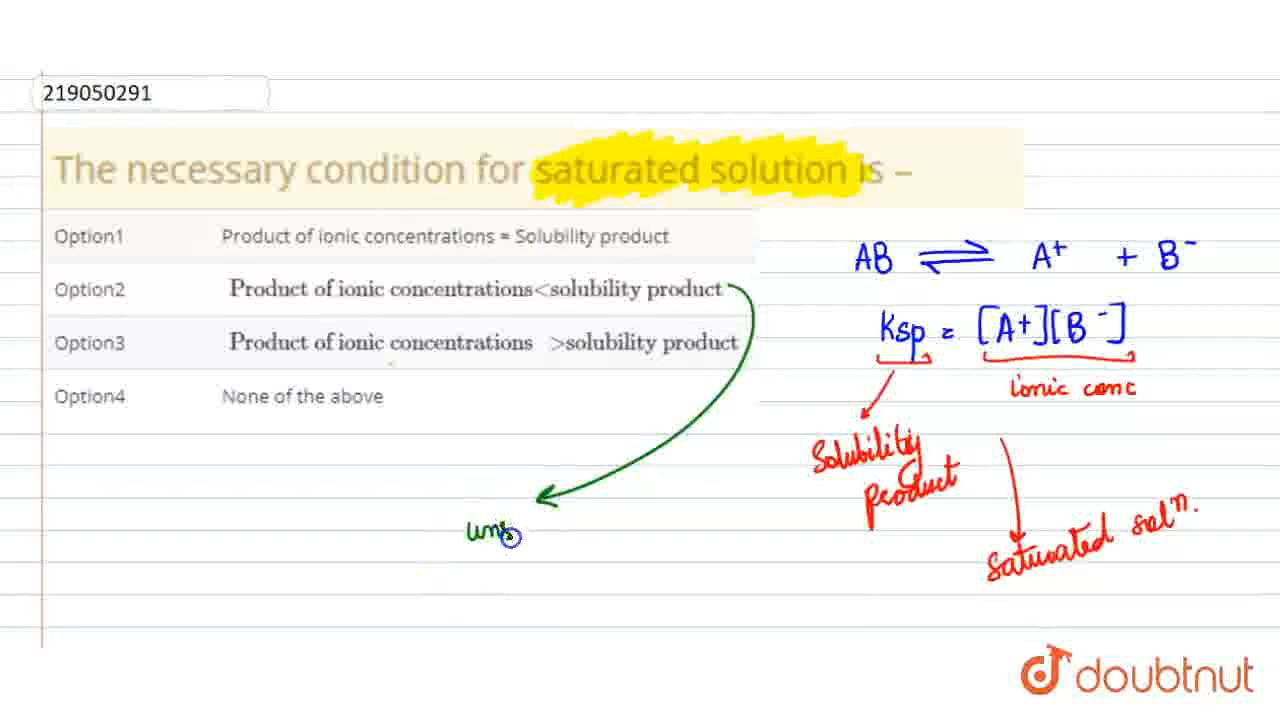 219050291
The necessary condition for saturated solution is –
Option1 Product of ionic concentrations = Solubility product
Option2 Product of ionic concentrations<solubility product
Option3 Product of ionic concentrations >solubility product
Option4 None of the above
AB ⇌ A⁺ + B⁻
Ksp = [A⁺][B⁻]
ionic conc
Solubility
Product
Saturated solⁿ.
uns
doubtnut